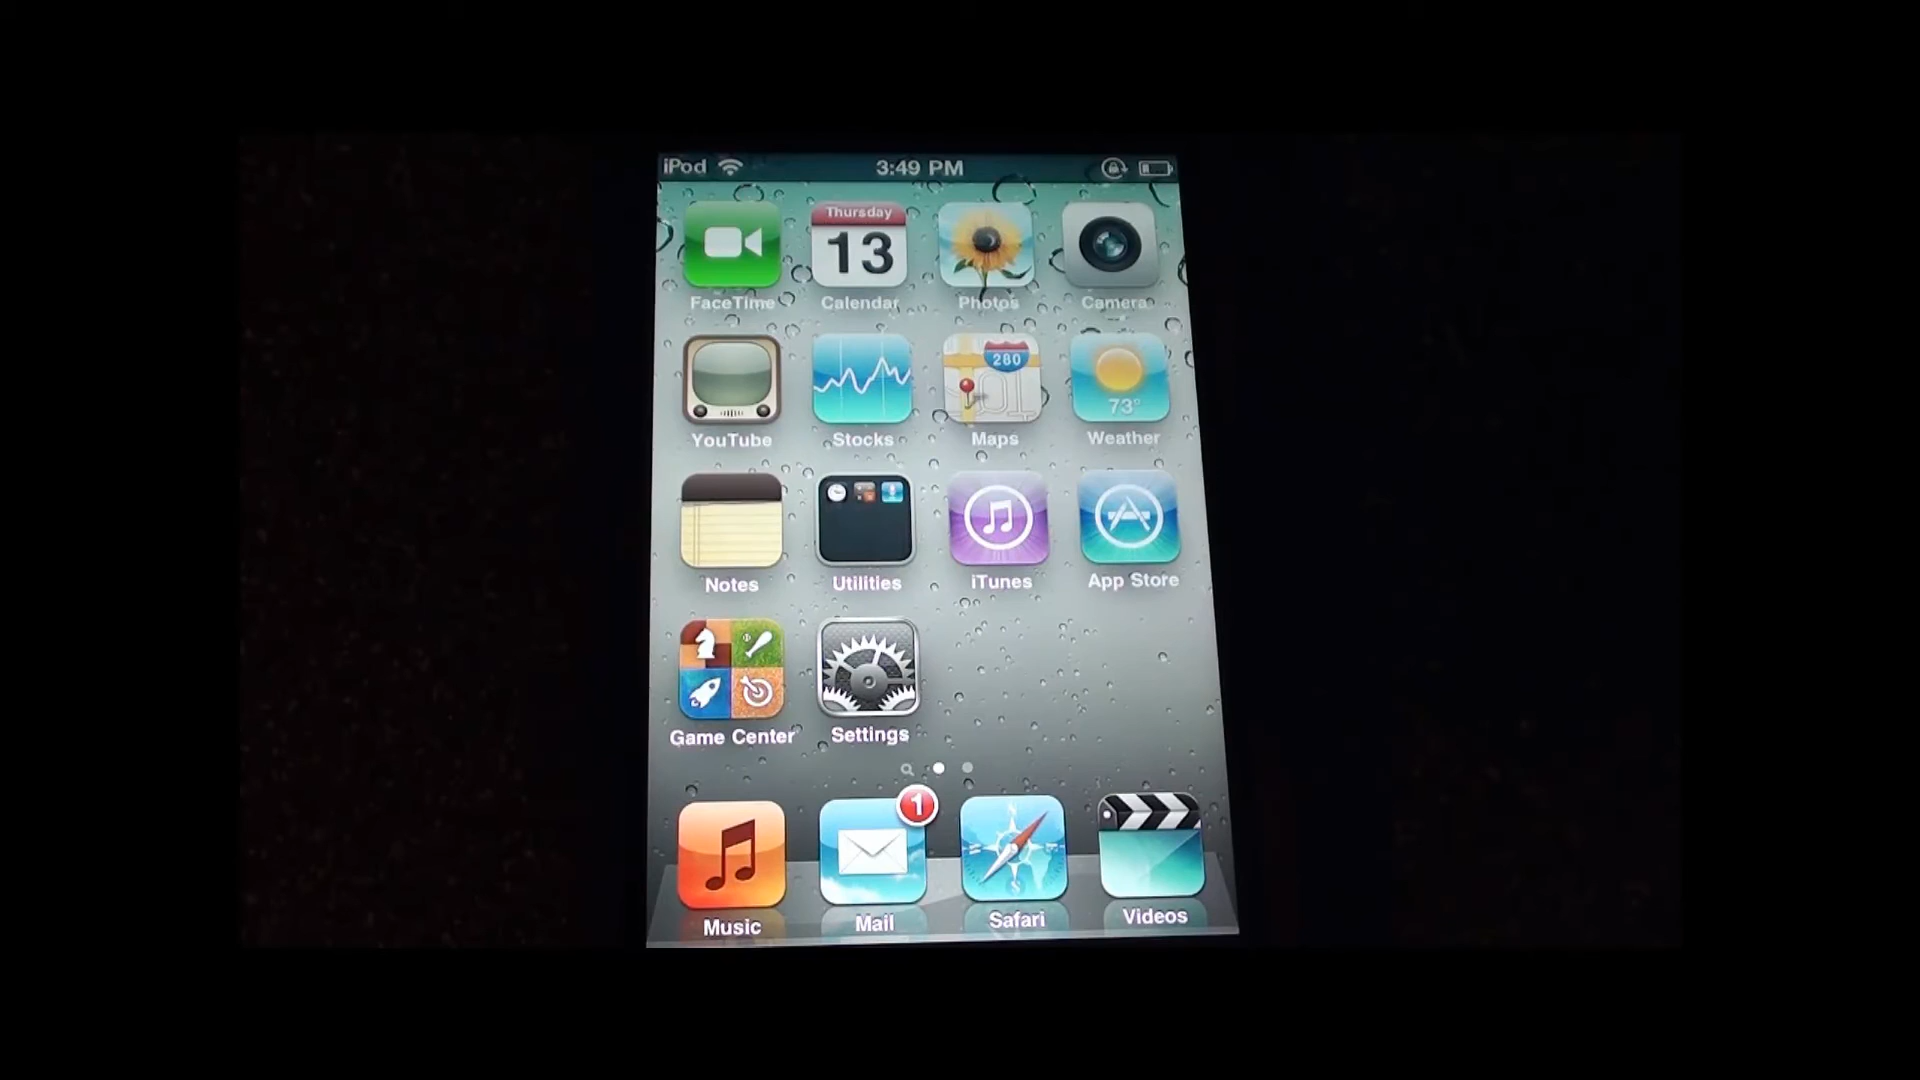 iPod 3:49 PM
Thursday
13
FaceTime Calendar Photos Camera
280
73°
YouTube Stocks Maps Weather
Notes Utilities iTunes App Store
Game Center Settings
1
Music Mail Safari Videos